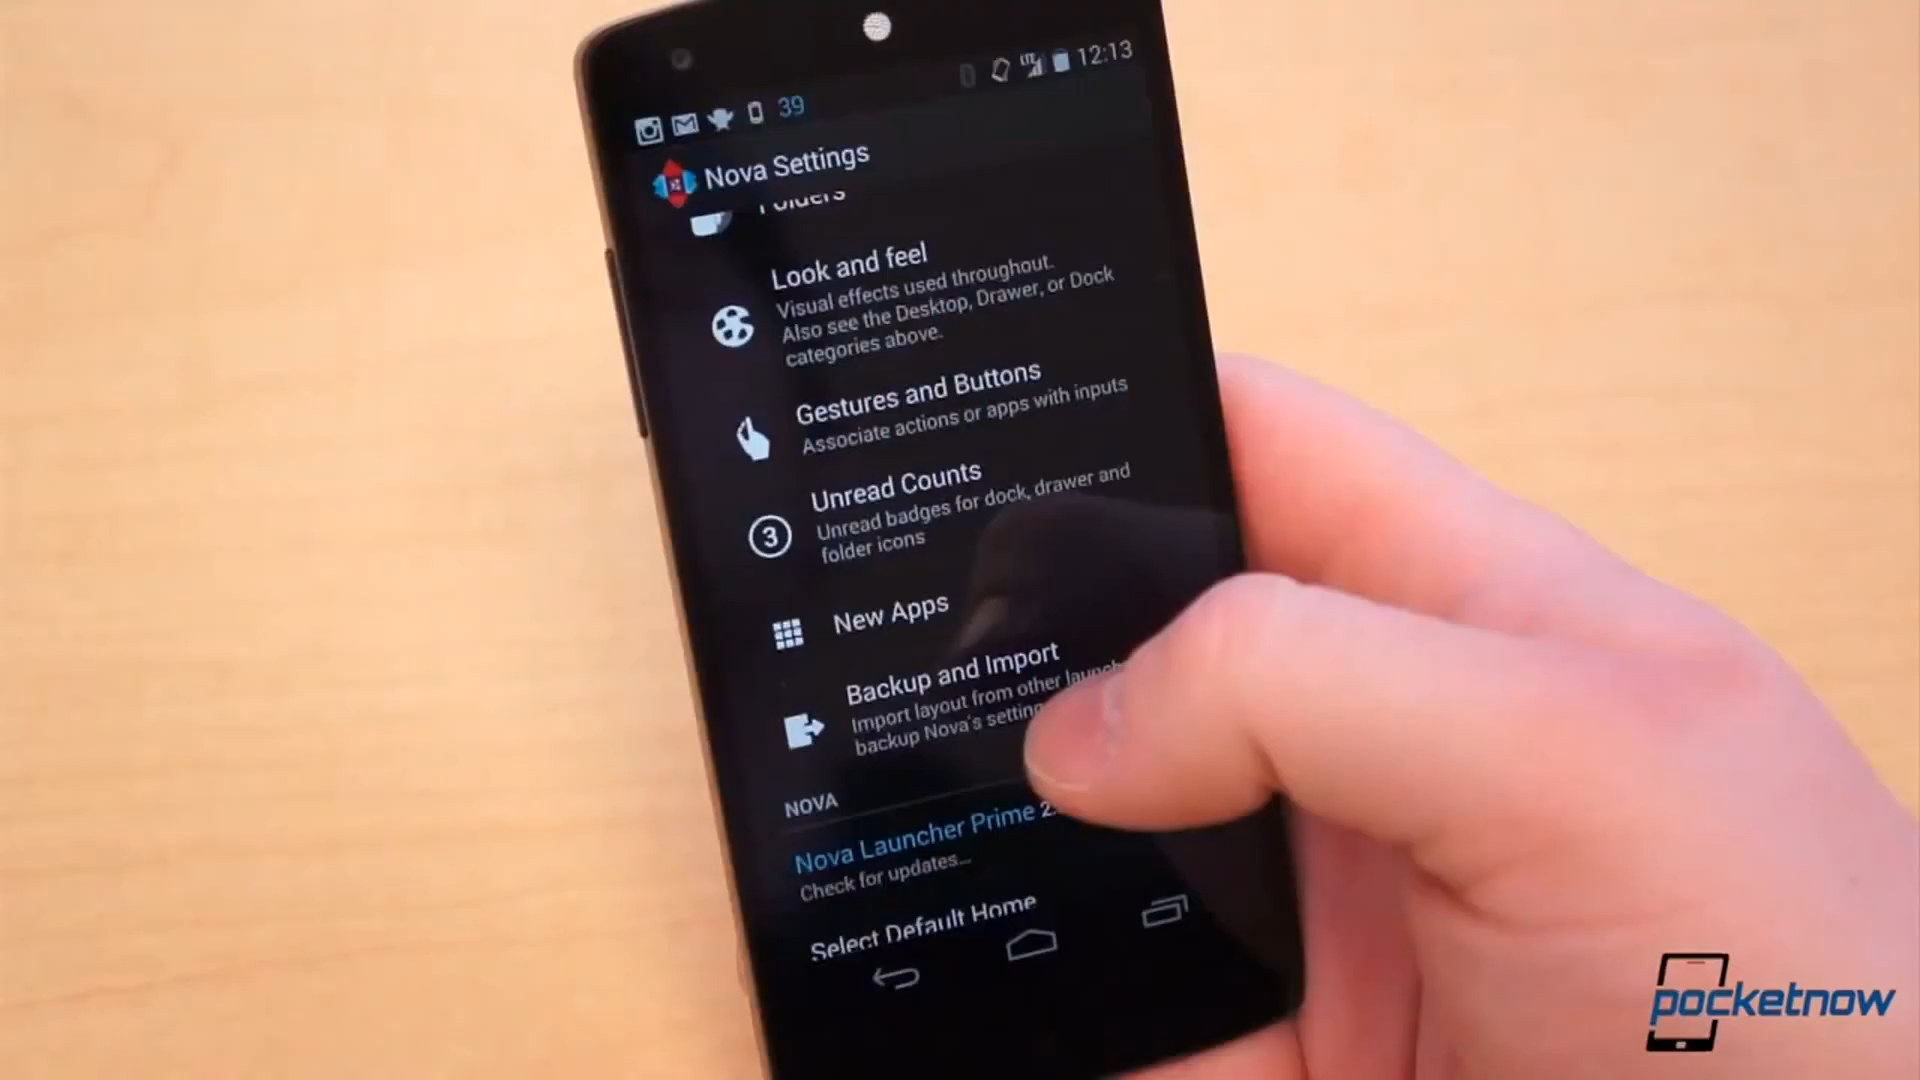 LTE 12:13
39
Nova Settings
Folders
Look and feel
Visual effects used throughout.
Also see the Desktop, Drawer, or Dock
categories above.
Gestures and Buttons
Associate actions or apps with inputs
3
Unread Counts
Unread badges for dock, drawer and
folder icons
New Apps
Backup and Import
Import layout from other
backup Nova's
NOVA
Nova Launcher Prime
Check for updates...
Select Default Home
pocketnow